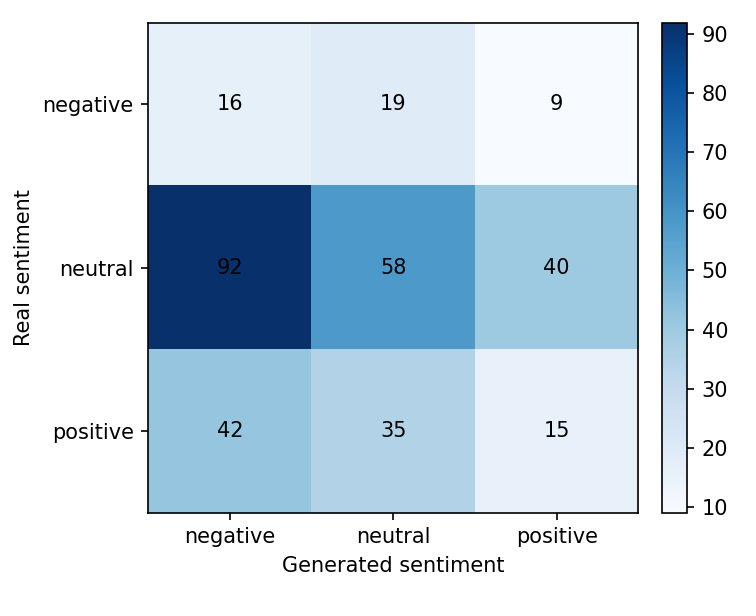 negative 16 19 9
neutral 92 58 40
positive 42 35 15
negative neutral positive
Generated sentiment
Real sentiment
90
80
70
60
50
40
30
20
10